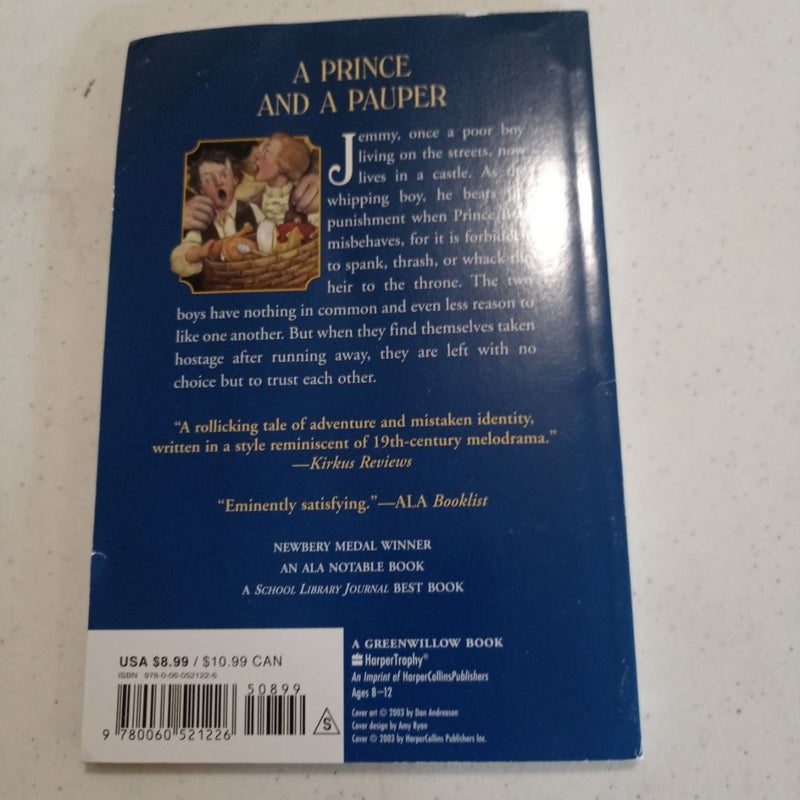 A PRINCE
AND A PAUPER
Jemmy, once a poor boy
living on the streets, now
lives in a castle. As
whipping boy, he bears
punishment when Prince
misbehaves, for it is forbidden
to spank, thrash, or whack the
heir to the throne. The two
boys have nothing in common and even less reason to
like one another. But when they find themselves taken
hostage after running away, they are left with no
choice but to trust each other.
“A rollicking tale of adventure and mistaken identity,
written in a style reminiscent of 19th-century melodrama.”
—Kirkus Reviews
“Eminently satisfying.”—ALA Booklist
NEWBERY MEDAL WINNER
AN ALA NOTABLE BOOK
A SCHOOL LIBRARY JOURNAL BEST BOOK
USA $8.99 / $10.99 CAN
ISBN 978-0-06-052122-6
50899
9 780060 521226
S
A GREENWILLOW BOOK
HarperTrophy®
An Imprint of HarperCollinsPublishers
Ages 8–12
Cover art © 2003 by Dan Andreasen
Cover design by Amy Ryan
Cover © 2003 by HarperCollins Publishers Inc.